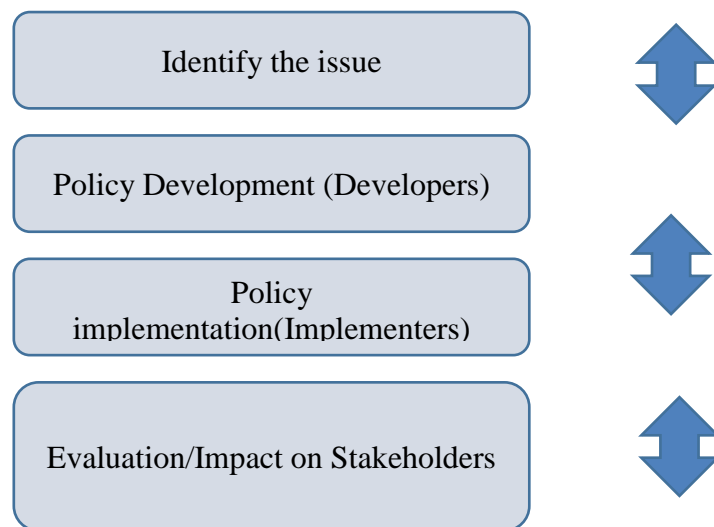 Identify the issue
Policy Development (Developers)
Policy
implementation(Implementers)
Evaluation/Impact on Stakeholders